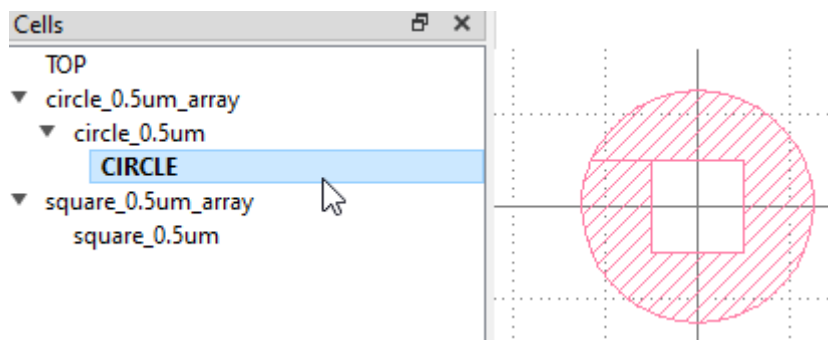 Cells
TOP
circle_0.5um_array
circle_0.5um
CIRCLE
square_0.5um_array
square_0.5um